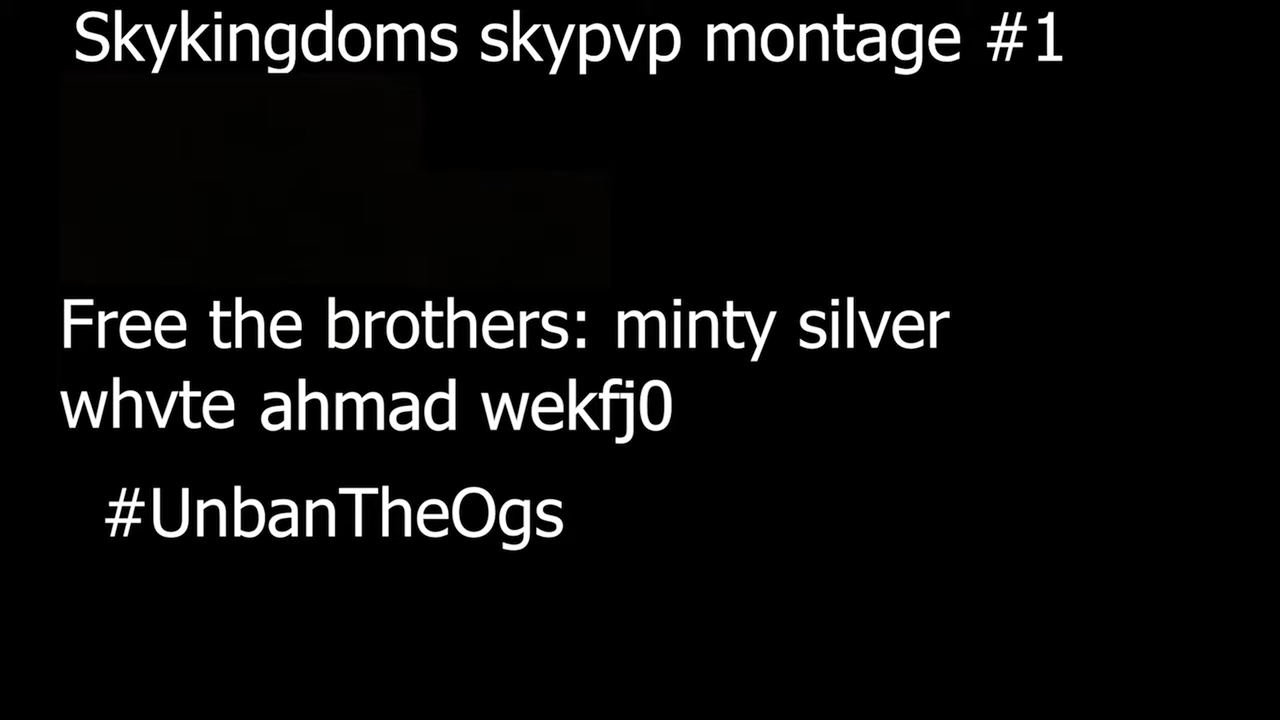 Skykingdoms skypvp montage #1
Free the brothers: minty silver
whvte ahmad wekfj0
#UnbanTheOgs